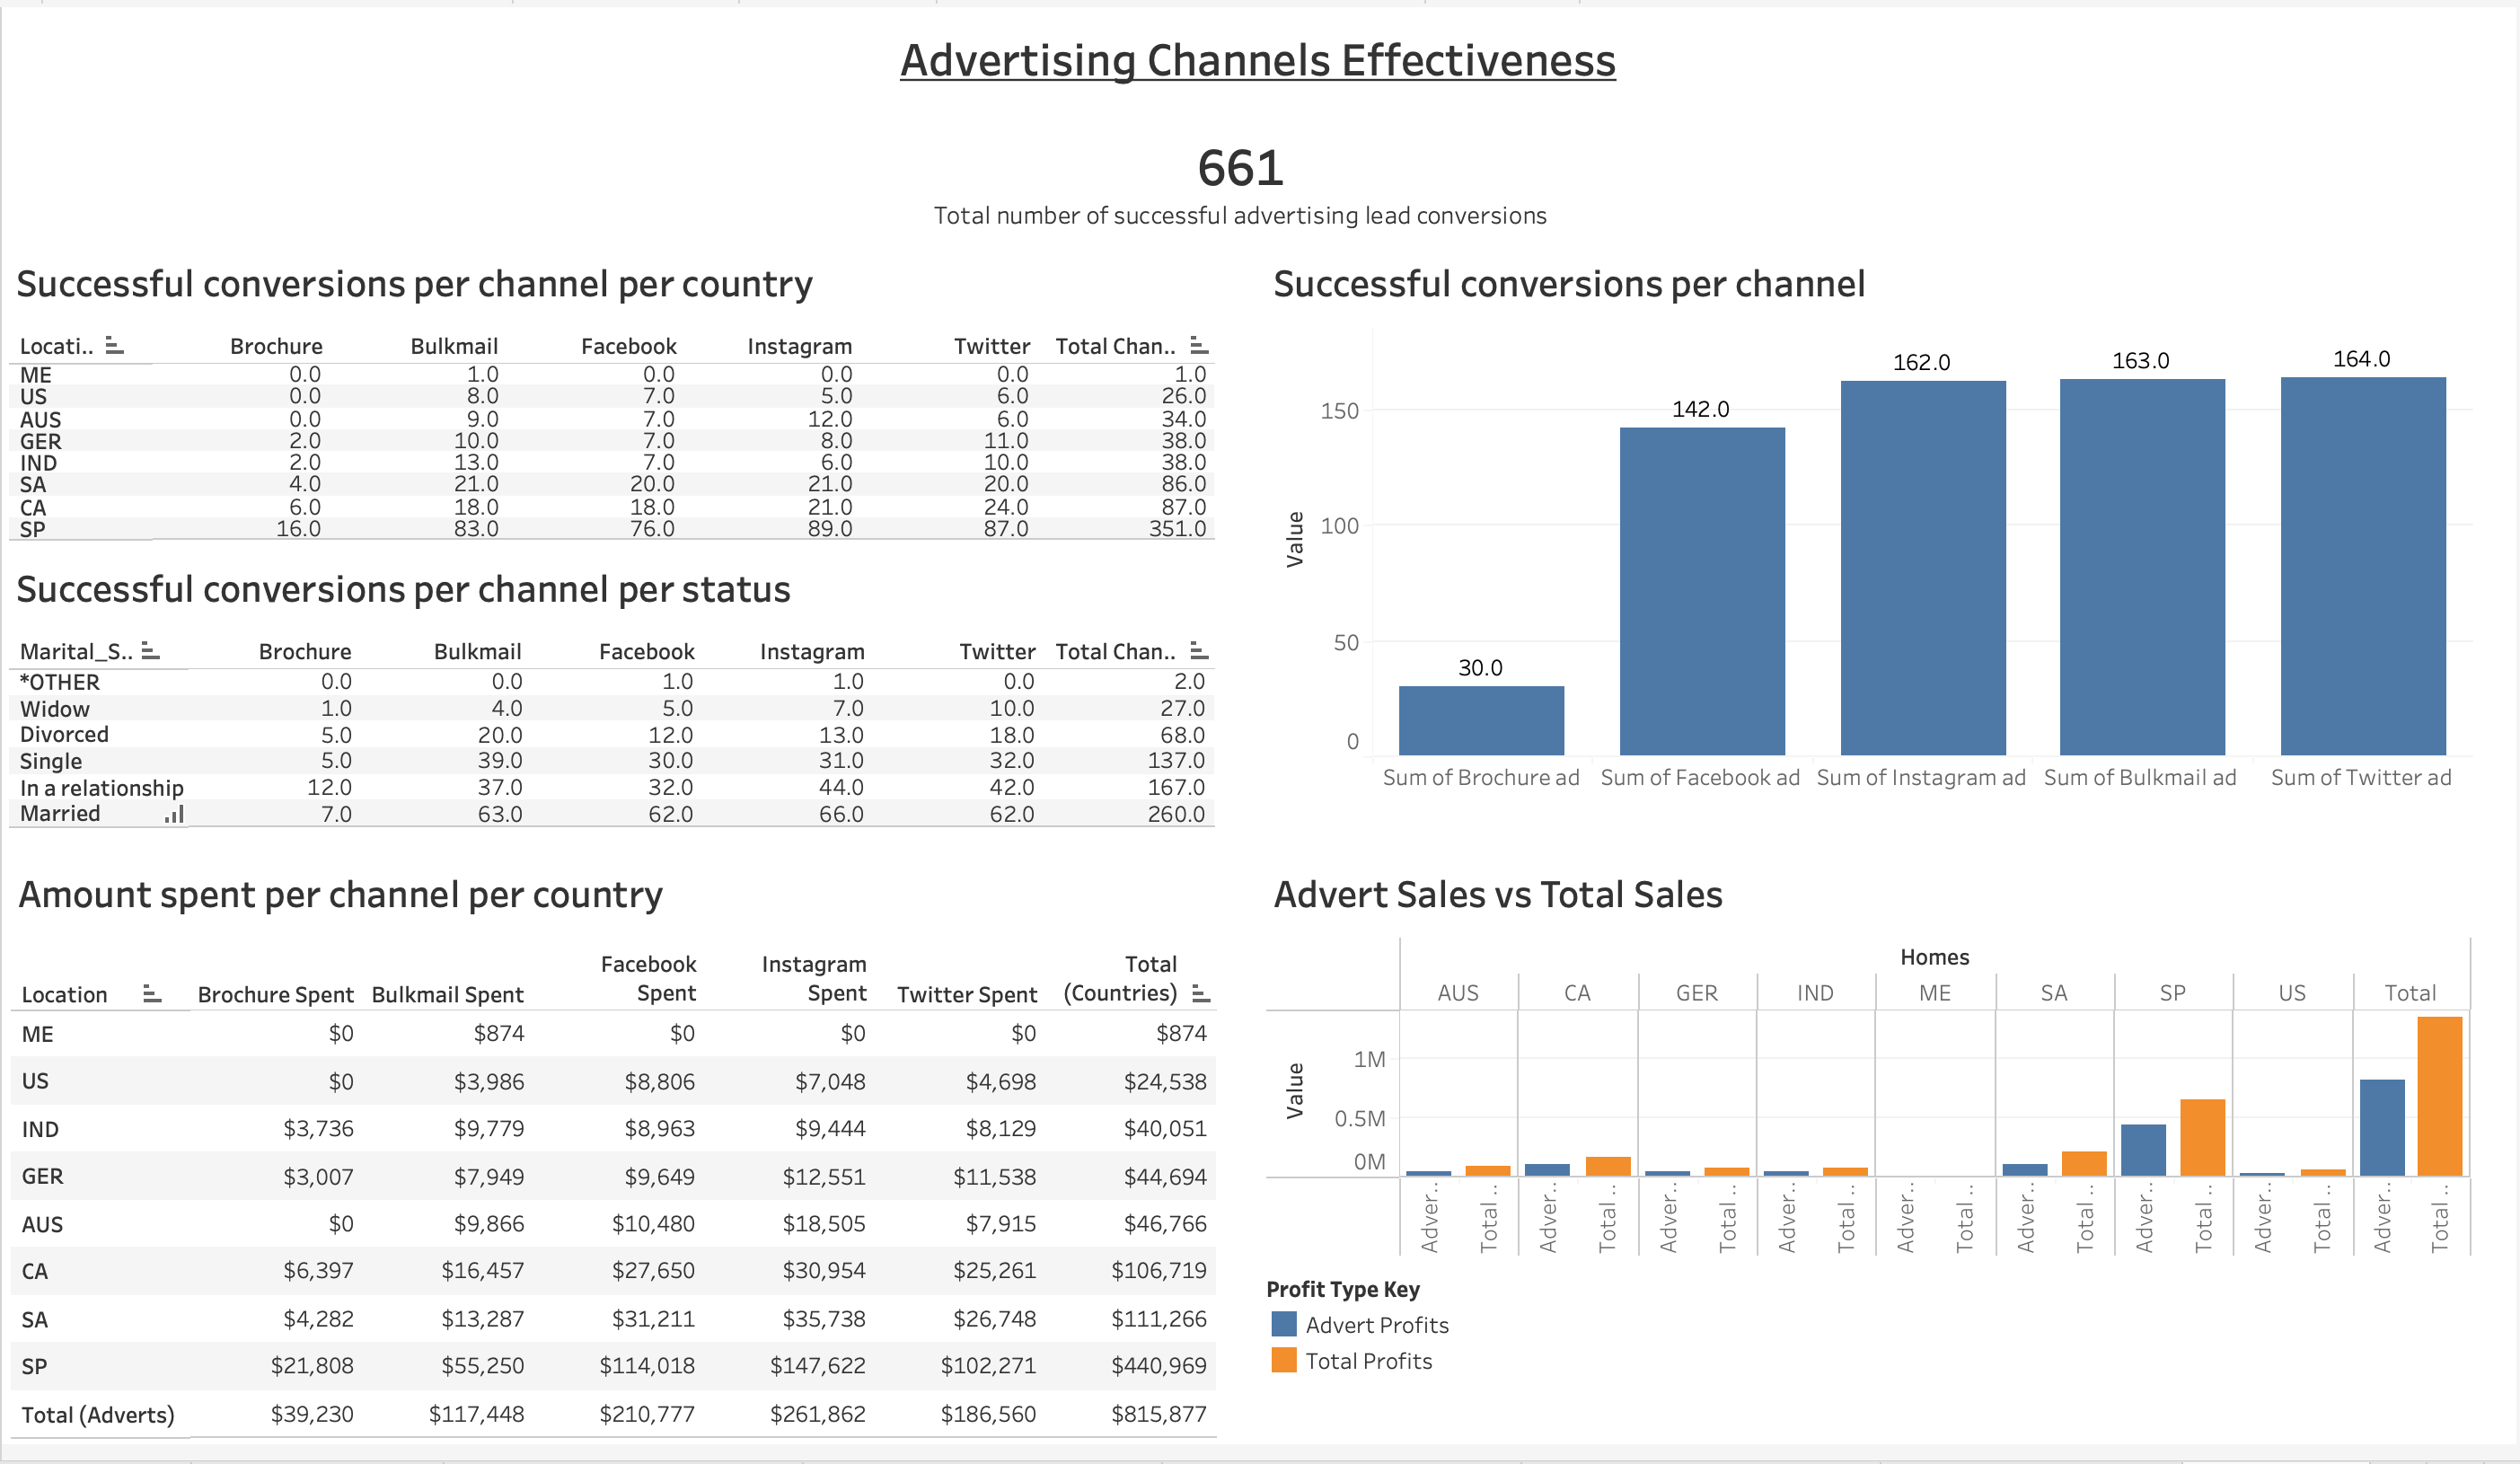 Advertising Channels Effectiveness
661
Total number of successful advertising lead conversions
Successful conversions per channel per country
Locati.. Brochure Bulkmail Facebook Instagram Twitter Total Chan..
ME 0.0 1.0 0.0 0.0 0.0 1.0
US 0.0 8.0 7.0 5.0 6.0 26.0
AUS 0.0 9.0 7.0 12.0 6.0 34.0
GER 2.0 10.0 7.0 8.0 11.0 38.0
IND 2.0 13.0 7.0 6.0 10.0 38.0
SA 4.0 21.0 20.0 21.0 20.0 86.0
CA 6.0 18.0 18.0 21.0 24.0 87.0
SP 16.0 83.0 76.0 89.0 87.0 351.0
Successful conversions per channel
Value
150
100
50
0
30.0 142.0 162.0 163.0 164.0
Sum of Brochure ad Sum of Facebook ad Sum of Instagram ad Sum of Bulkmail ad Sum of Twitter ad
Successful conversions per channel per status
Marital_S.. Brochure Bulkmail Facebook Instagram Twitter Total Chan..
*OTHER 0.0 0.0 1.0 1.0 0.0 2.0
Widow 1.0 4.0 5.0 7.0 10.0 27.0
Divorced 5.0 20.0 12.0 13.0 18.0 68.0
Single 5.0 39.0 30.0 31.0 32.0 137.0
In a relationship 12.0 37.0 32.0 44.0 42.0 167.0
Married 7.0 63.0 62.0 66.0 62.0 260.0
Amount spent per channel per country
Location Brochure Spent Bulkmail Spent Facebook Spent Instagram Spent Twitter Spent Total (Countries)
ME $0 $874 $0 $0 $0 $874
US $0 $3,986 $8,806 $7,048 $4,698 $24,538
IND $3,736 $9,779 $8,963 $9,444 $8,129 $40,051
GER $3,007 $7,949 $9,649 $12,551 $11,538 $44,694
AUS $0 $9,866 $10,480 $18,505 $7,915 $46,766
CA $6,397 $16,457 $27,650 $30,954 $25,261 $106,719
SA $4,282 $13,287 $31,211 $35,738 $26,748 $111,266
SP $21,808 $55,250 $114,018 $147,622 $102,271 $440,969
Total (Adverts) $39,230 $117,448 $210,777 $261,862 $186,560 $815,877
Advert Sales vs Total Sales
Homes
AUS CA GER IND ME SA SP US Total
Value
1M
0.5M
0M
Adver.. Total .. Adver.. Total .. Adver.. Total .. Adver.. Total .. Adver.. Total .. Adver.. Total .. Adver.. Total .. Adver.. Total .. Adver.. Total ..
Profit Type Key
Advert Profits
Total Profits